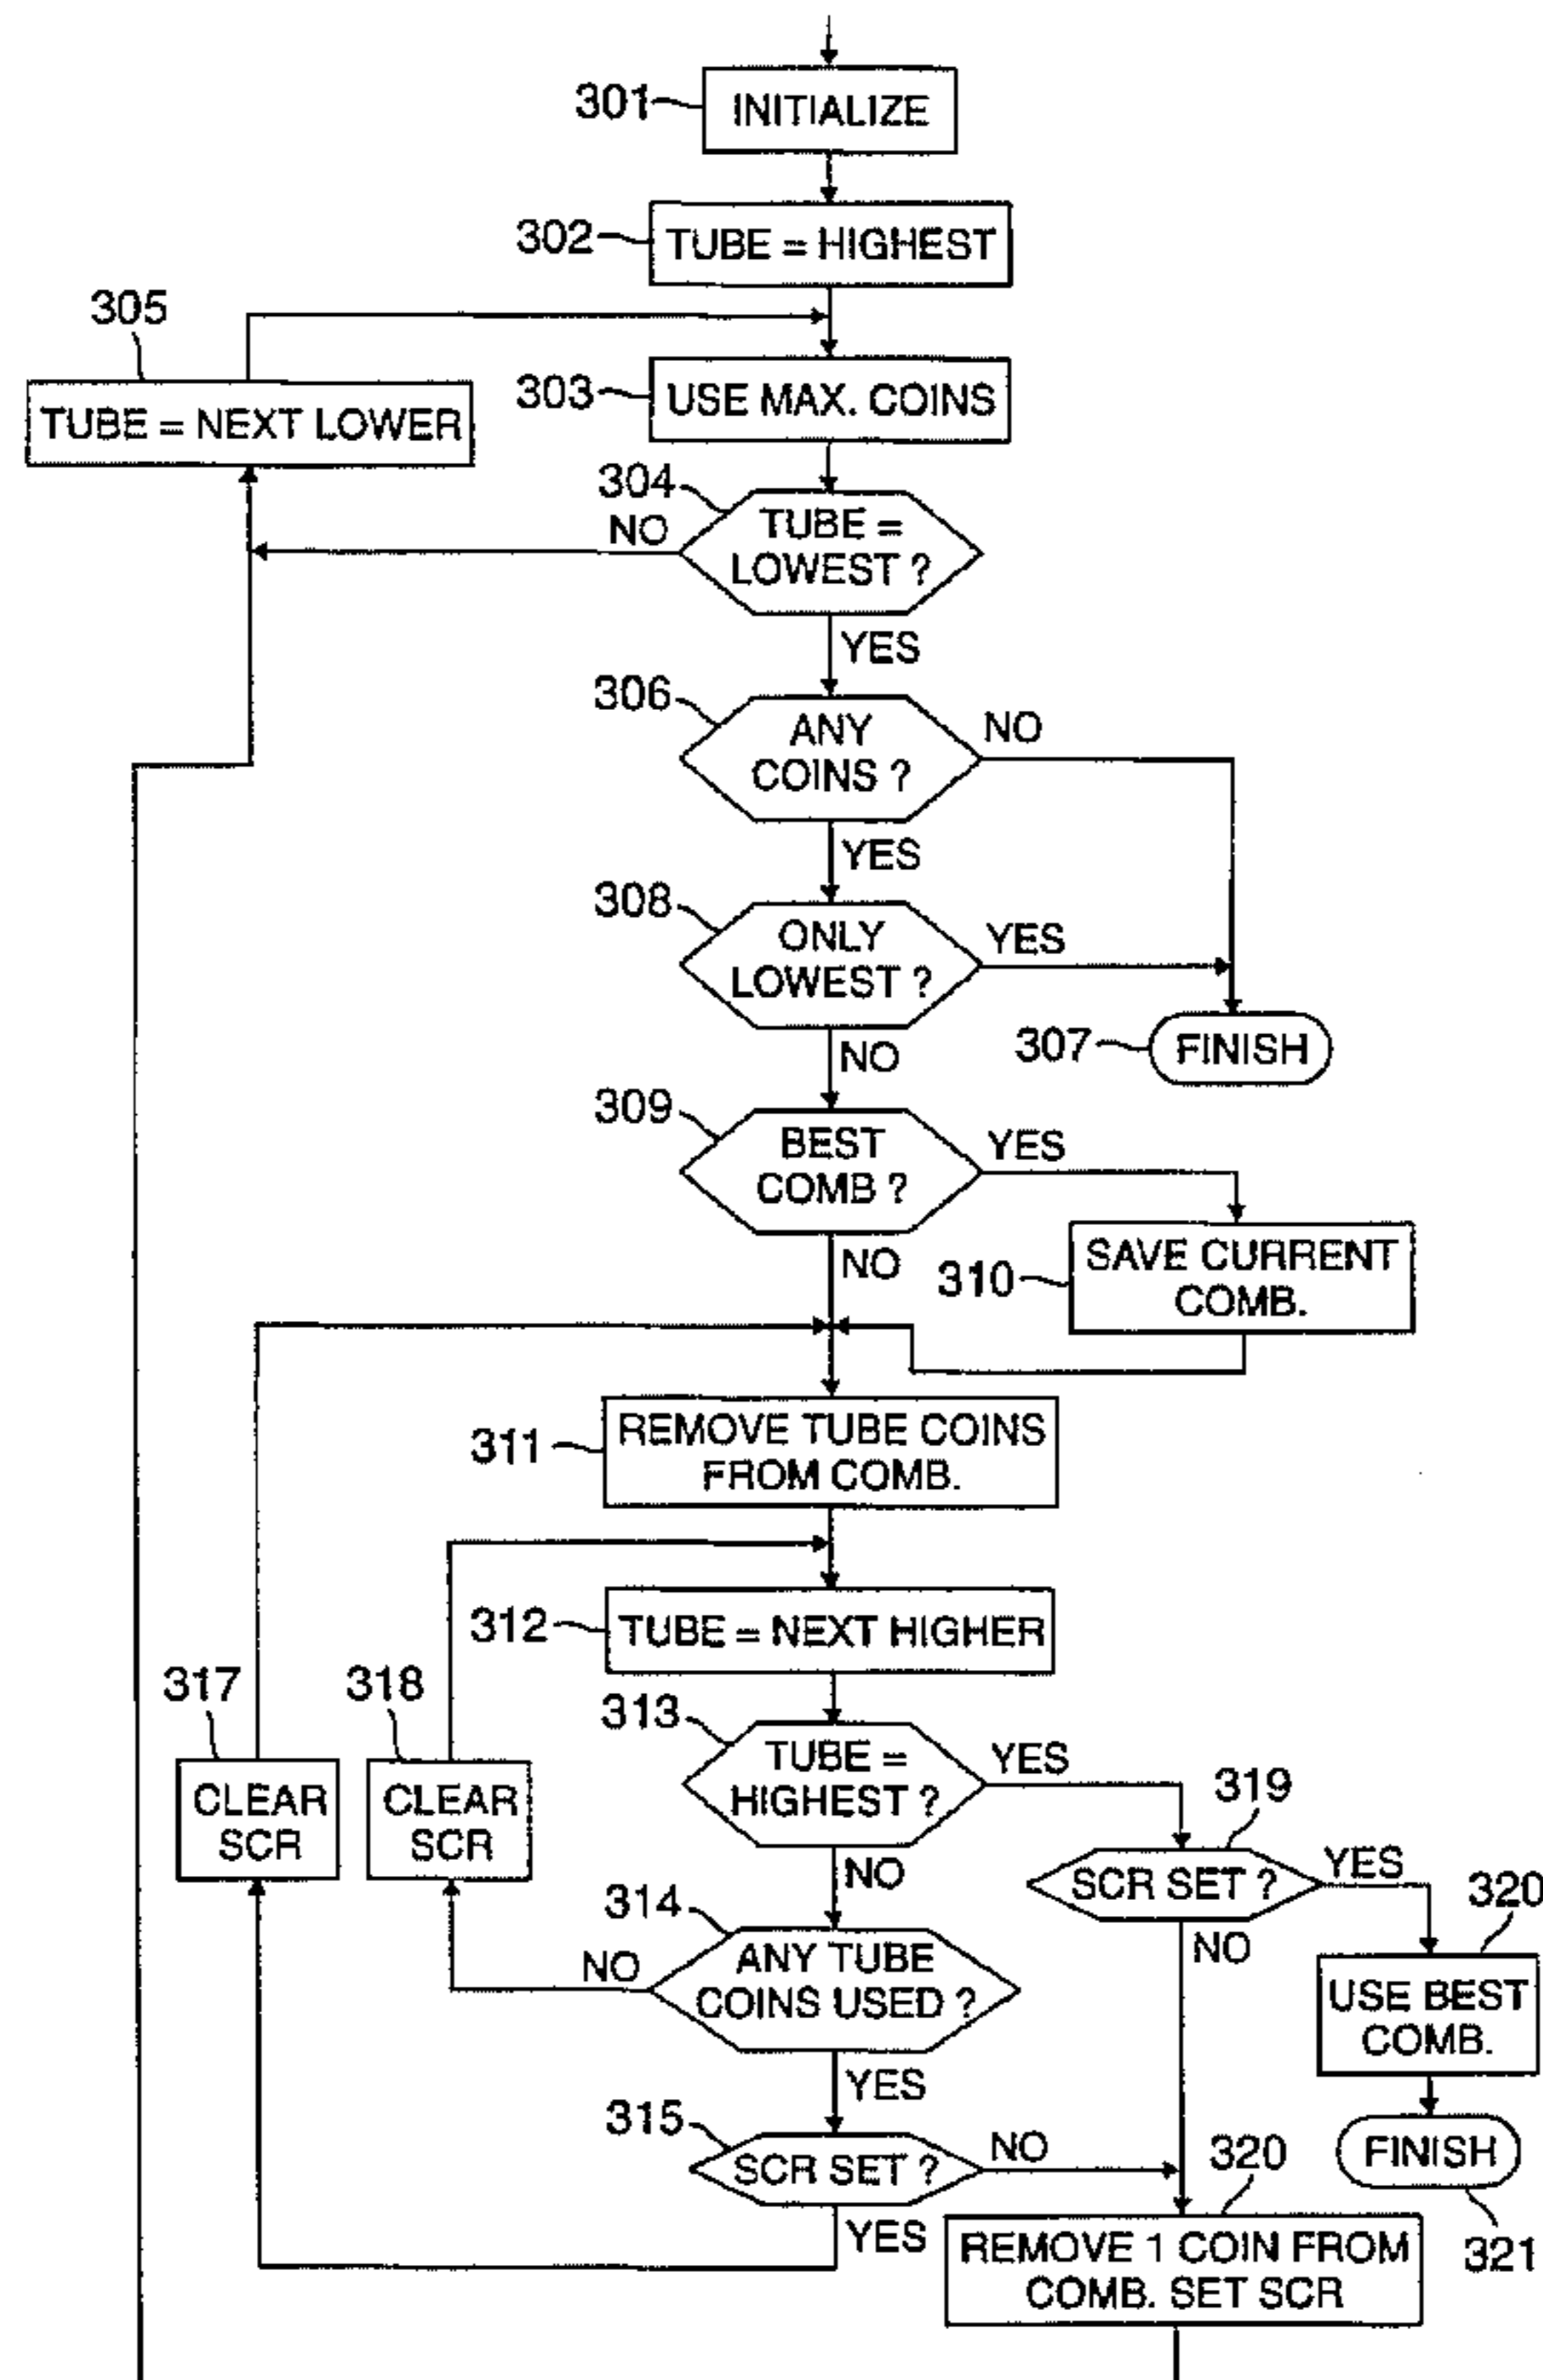 301
INITIALIZE
302
TUBE = HIGHEST
305
TUBE = NEXT LOWER
303
USE MAX. COINS
304
NO
TUBE =
LOWEST ?
YES
306
ANY
COINS ?
NO
YES
308
ONLY
LOWEST ?
YES
307
FINISH
NO
309
BEST
COMB ?
YES
NO
310
SAVE CURRENT
COMB.
311
REMOVE TUBE COINS
FROM COMB.
312
TUBE = NEXT HIGHER
317
CLEAR
SCR
318
CLEAR
SCR
313
TUBE =
HIGHEST ?
YES
319
SCR SET ?
YES
320
USE BEST
COMB.
NO
NO
314
NO
ANY TUBE
COINS USED ?
YES
315
SCR SET ?
NO
YES
320
REMOVE 1 COIN FROM
COMB. SET SCR
FINISH
321